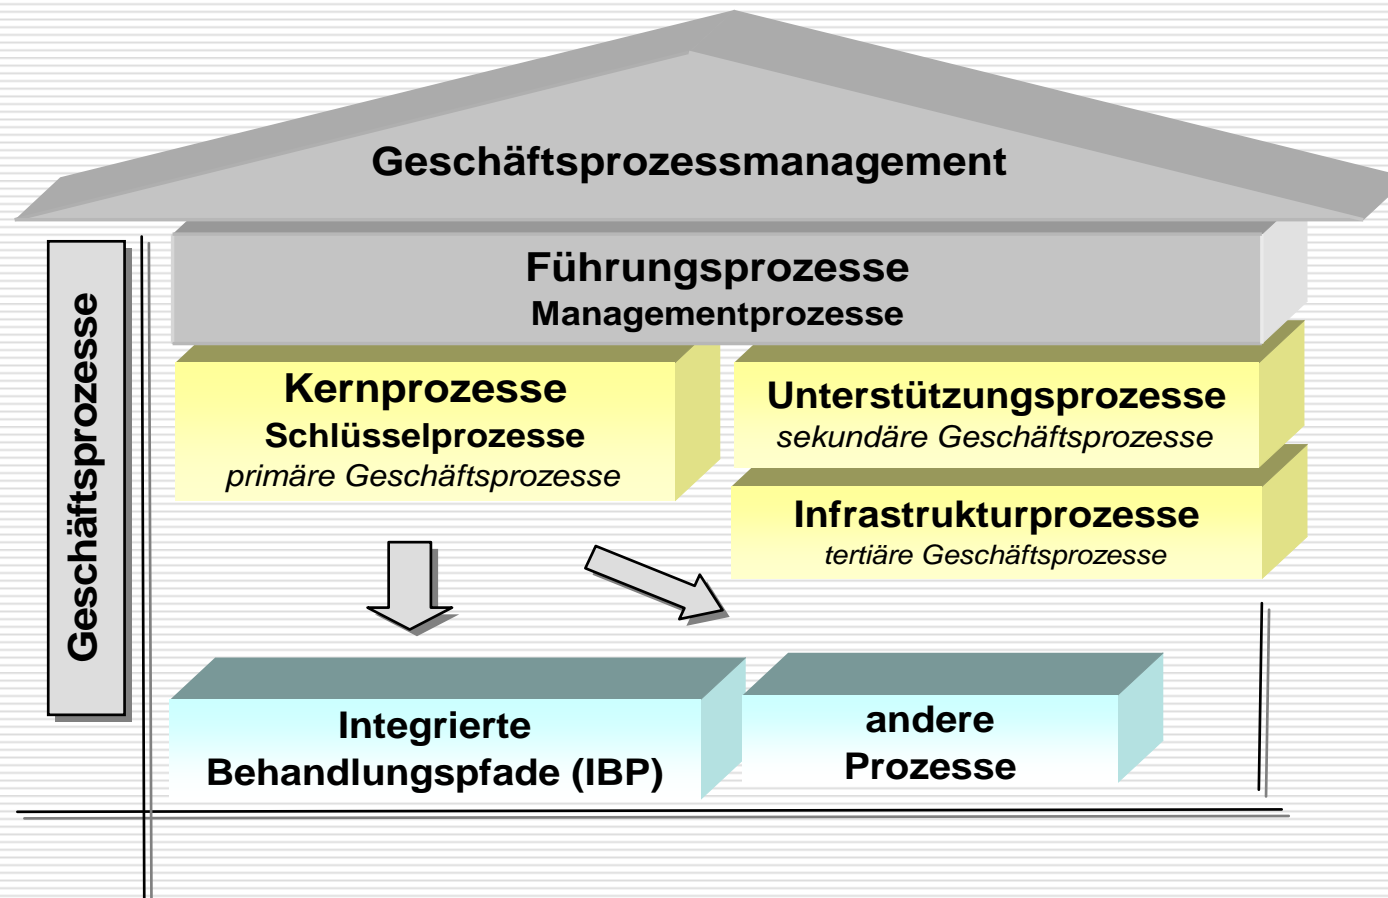 Geschäftsprozessmanagement
Führungsprozesse
Managementprozesse
Geschäftsprozesse
Kernprozesse
Schlüsselprozesse
primäre Geschäftsprozesse
Unterstützungsprozesse
sekundäre Geschäftsprozesse
Infrastrukturprozesse
tertiäre Geschäftsprozesse
Integrierte
Behandlungspfade (IBP)
andere
Prozesse